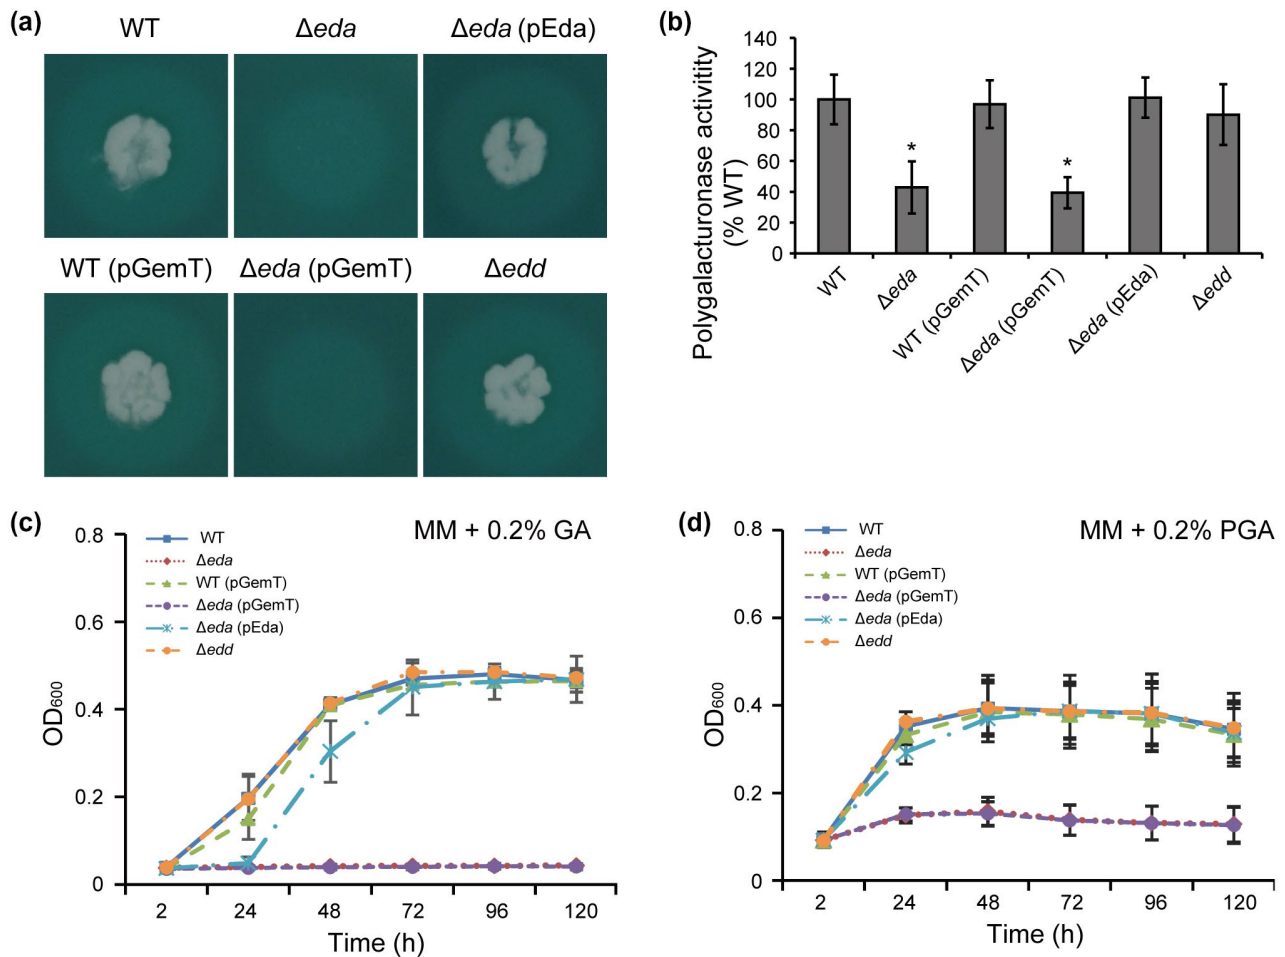 (a)
WT
Δeda
Δeda (pEda)
WT (pGemT)
Δeda (pGemT)
Δedd
(b)
Polygalacturonase activitity
(% WT)
140
120
100
80
60
40
20
0
*
*
WT
Δeda
WT (pGemT)
Δeda (pGemT)
Δeda (pEda)
Δedd
(c)
MM + 0.2% GA
WT
Δeda
WT (pGemT)
Δeda (pGemT)
Δeda (pEda)
Δedd
OD600
0.8
0.6
0.4
0.2
0
2 24 48 72 96 120
Time (h)
(d)
MM + 0.2% PGA
WT
Δeda
WT (pGemT)
Δeda (pGemT)
Δeda (pEda)
Δedd
OD600
0.8
0.6
0.4
0.2
0
2 24 48 72 96 120
Time (h)